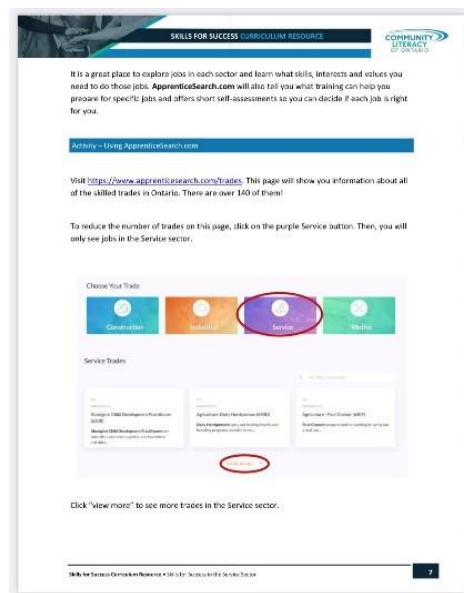 SKILLS FOR SUCCESS CURRICULUM RESOURCE
COMMUNITY
LITERACY
OF ONTARIO
It is a great place to explore jobs in each sector and learn what skills, interests and values you
need to do those jobs. ApprenticeSearch.com will also tell you what training can help you
prepare for specific jobs and offers short self-assessments so you can decide if each job is right
for you.
Activity – Using ApprenticeSearch.com
Visit https://www.apprenticesearch.com/trades. This page will show you information about all
of the skilled trades in Ontario. There are over 140 of them!
To reduce the number of trades on this page, click on the purple Service button. Then, you will
only see jobs in the Service sector.
Choose Your Trade
Construction
Industrial
Service
Motive
Service Trades
Aboriginal Child Development Practitioner
Agriculture-Dairy Herdsperson
Agriculture - Fruit Grower
Click “view more” to see more trades in the Service sector.
Skills for Success Curriculum Resource • Skills for Success in the Service Sector
7